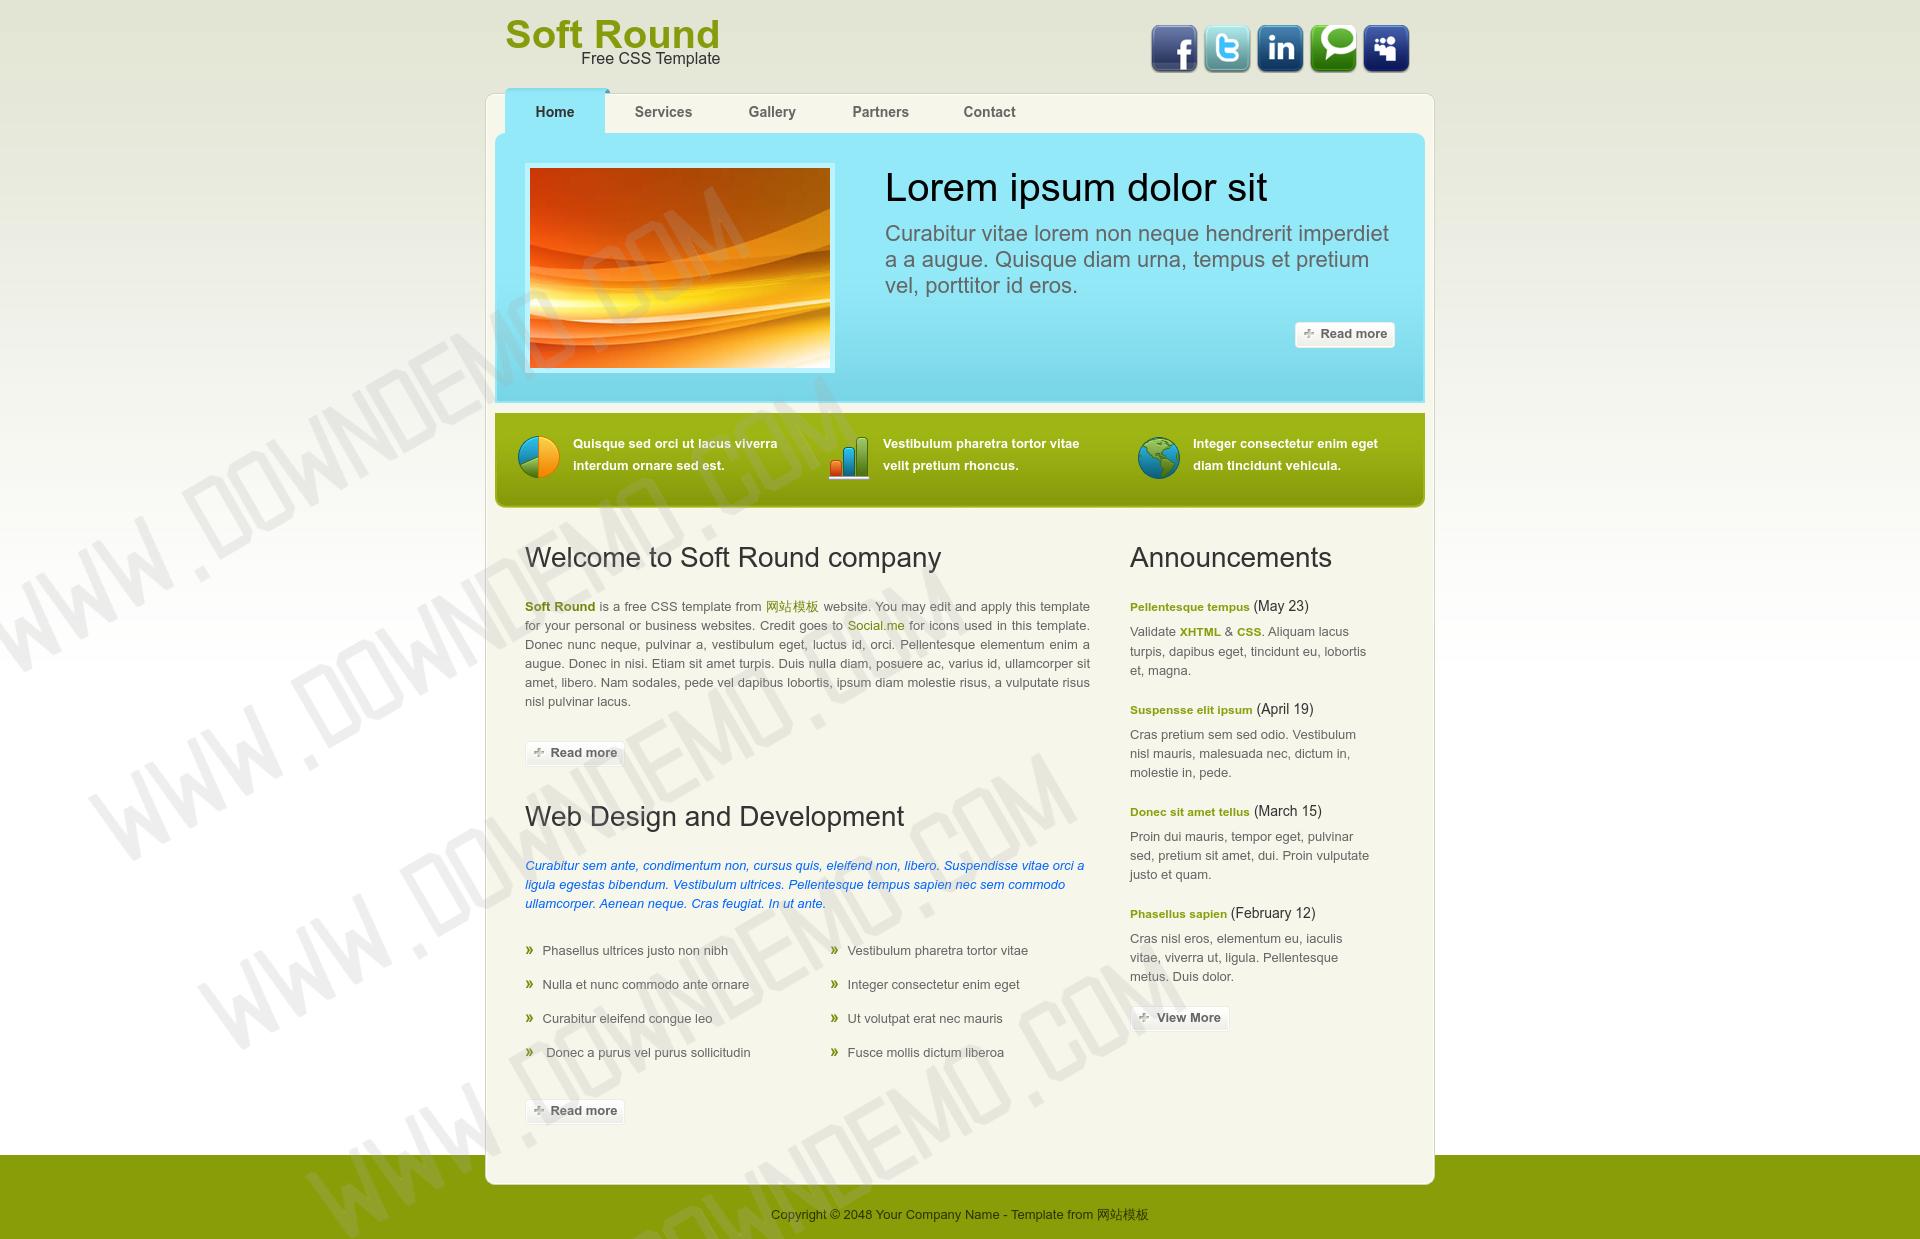 Soft Round
Free CSS Template
f t in
Home Services Gallery Partners Contact
Lorem ipsum dolor sit
Curabitur vitae lorem non neque hendrerit imperdiet
a a augue. Quisque diam urna, tempus et pretium
vel, porttitor id eros.
Read more
Quisque sed orci ut lacus viverra
interdum ornare sed est.
Vestibulum pharetra tortor vitae
velit pretium rhoncus.
Integer consectetur enim eget
diam tincidunt vehicula.
Welcome to Soft Round company
Soft Round is a free CSS template from 网站模板 website. You may edit and apply this template
for your personal or business websites. Credit goes to Social.me for icons used in this template.
Donec nunc neque, pulvinar a, vestibulum eget, luctus id, orci. Pellentesque elementum enim a
augue. Donec in nisi. Etiam sit amet turpis. Duis nulla diam, posuere ac, varius id, ullamcorper sit
amet, libero. Nam sodales, pede vel dapibus lobortis, ipsum diam molestie risus, a vulputate risus
nisl pulvinar lacus.
Read more
Web Design and Development
Curabitur sem ante, condimentum non, cursus quis, eleifend non, libero. Suspendisse vitae orci a
ligula egestas bibendum. Vestibulum ultrices. Pellentesque tempus sapien nec sem commodo
ullamcorper. Aenean neque. Cras feugiat. In ut ante.
» Phasellus ultrices justo non nibh
» Nulla et nunc commodo ante ornare
» Curabitur eleifend congue leo
» Donec a purus vel purus sollicitudin
» Vestibulum pharetra tortor vitae
» Integer consectetur enim eget
» Ut volutpat erat nec mauris
» Fusce mollis dictum liberoa
Read more
Announcements
Pellentesque tempus (May 23)
Validate XHTML & CSS. Aliquam lacus
turpis, dapibus eget, tincidunt eu, lobortis
et, magna.
Suspensse elit ipsum (April 19)
Cras pretium sem sed odio. Vestibulum
nisl mauris, malesuada nec, dictum in,
molestie in, pede.
Donec sit amet tellus (March 15)
Proin dui mauris, tempor eget, pulvinar
sed, pretium sit amet, dui. Proin vulputate
justo et quam.
Phasellus sapien (February 12)
Cras nisl eros, elementum eu, iaculis
vitae, viverra ut, ligula. Pellentesque
metus. Duis dolor.
View More
Copyright © 2048 Your Company Name - Template from 网站模板
WWW.DOWNDEMO.COM
WWW.DOWNDEMO.COM
WWW.DOWNDEMO.COM
WWW.DOWNDEMO.COM
WWW.DOWNDEMO.COM